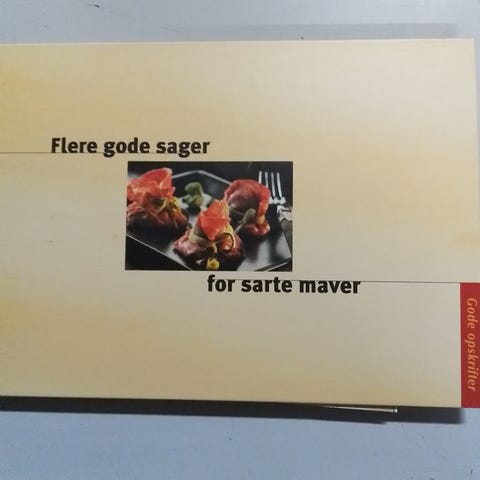 Flere gode sager
for sarte maver
Gode opskrifter